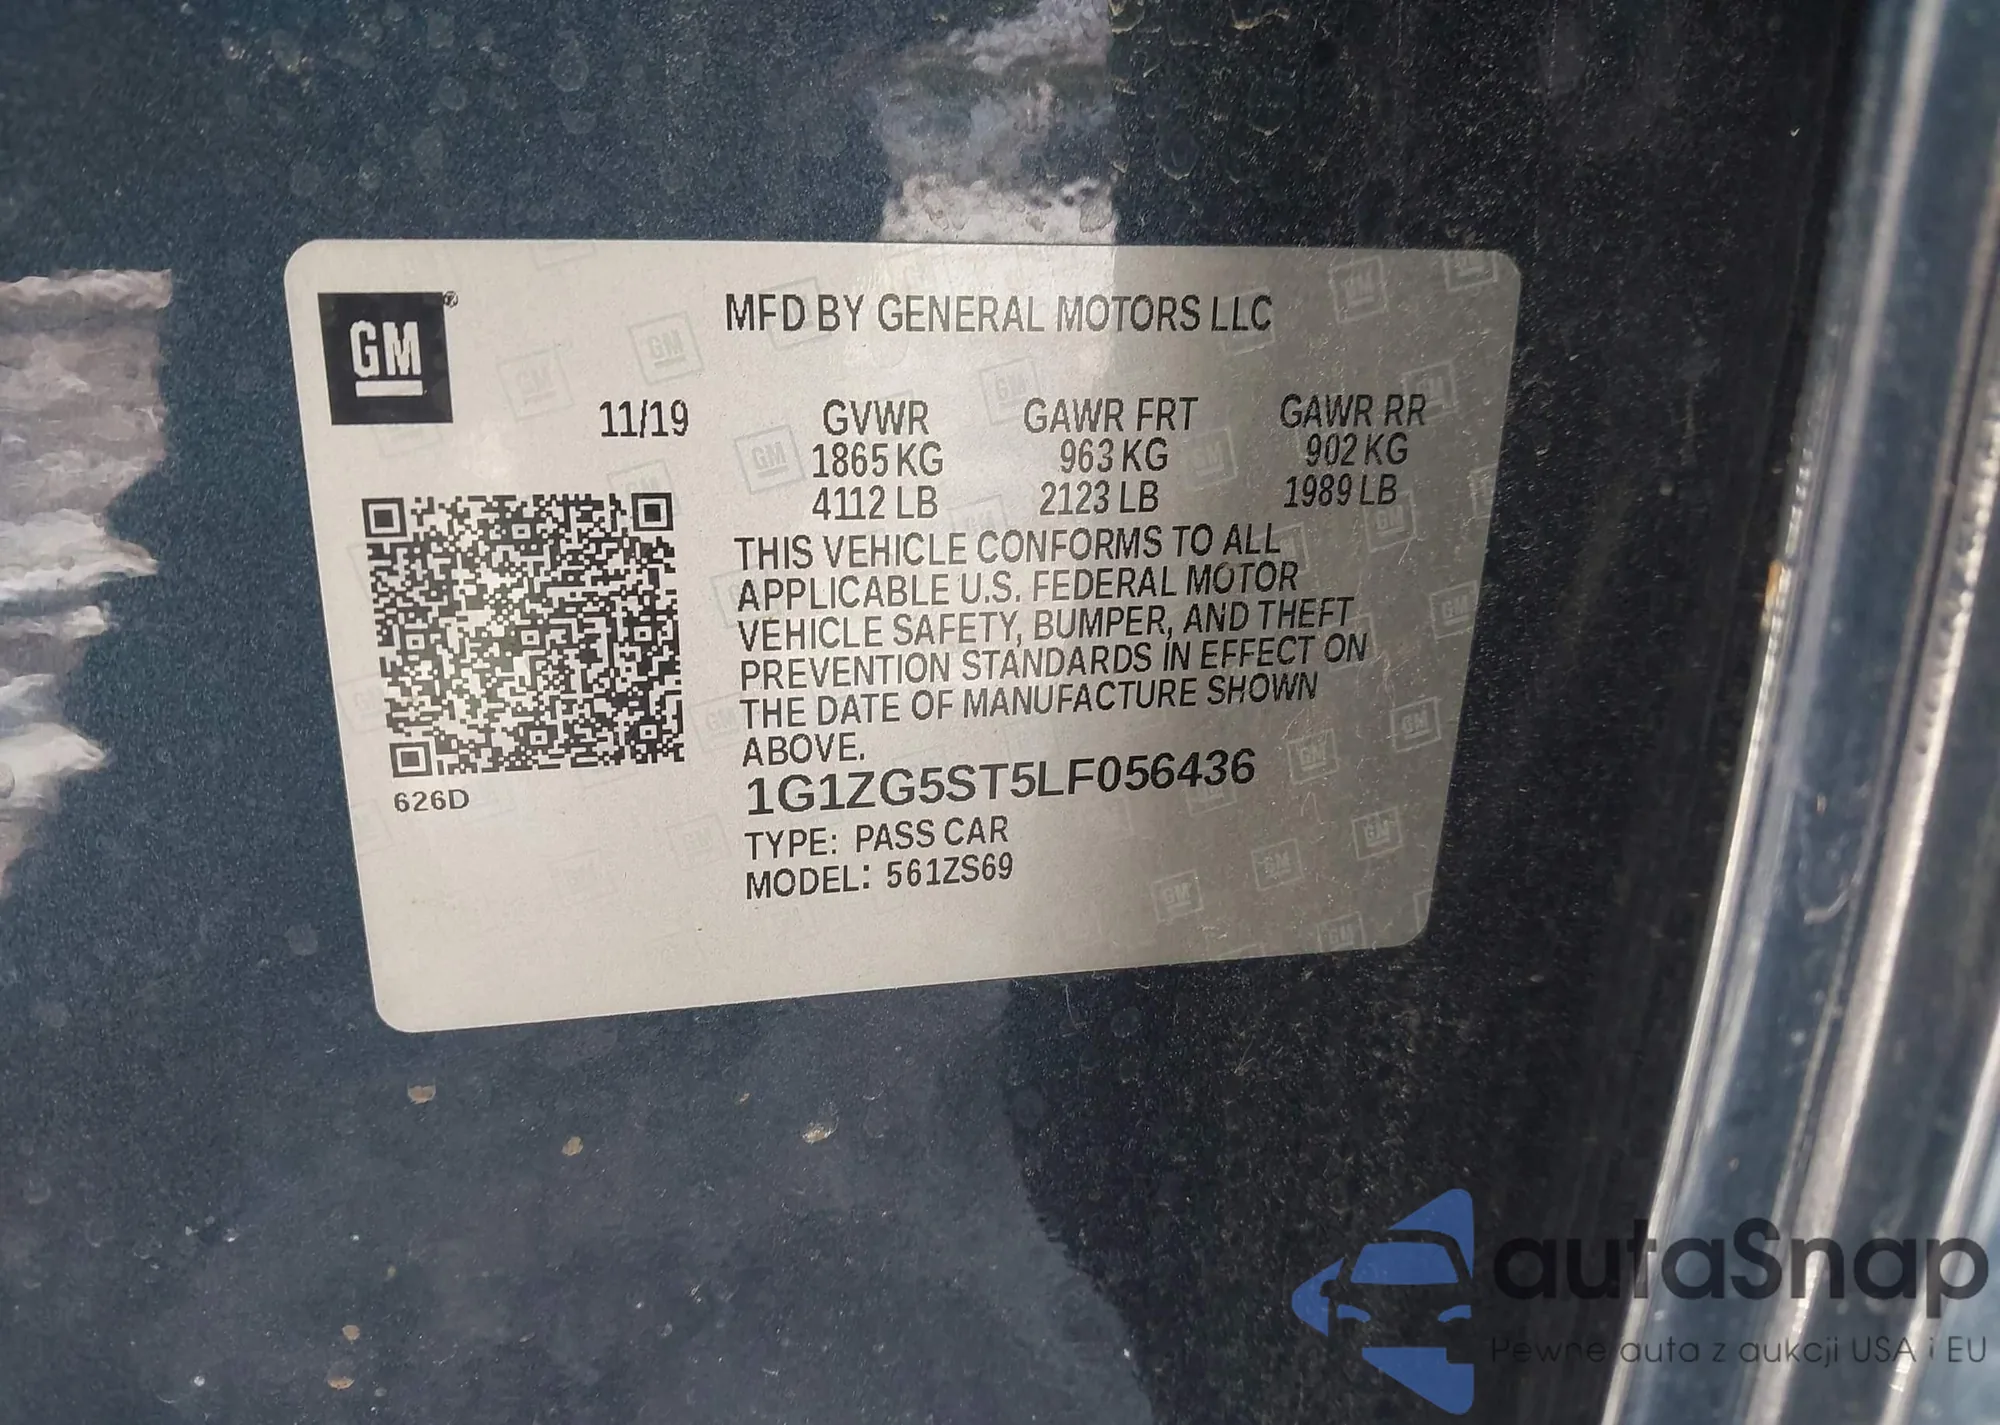 GM®
MFD BY GENERAL MOTORS LLC
11/19 GVWR GAWR FRT GAWR RR
1865 KG 963 KG 902 KG
4112 LB 2123 LB 1989 LB
THIS VEHICLE CONFORMS TO ALL
APPLICABLE U.S. FEDERAL MOTOR
VEHICLE SAFETY, BUMPER, AND THEFT
PREVENTION STANDARDS IN EFFECT ON
THE DATE OF MANUFACTURE SHOWN
ABOVE.
626D
1G1ZG5ST5LF056436
TYPE: PASS CAR
MODEL: 561ZS69
autaSnap
Pewne auta z aukcji USA i EU